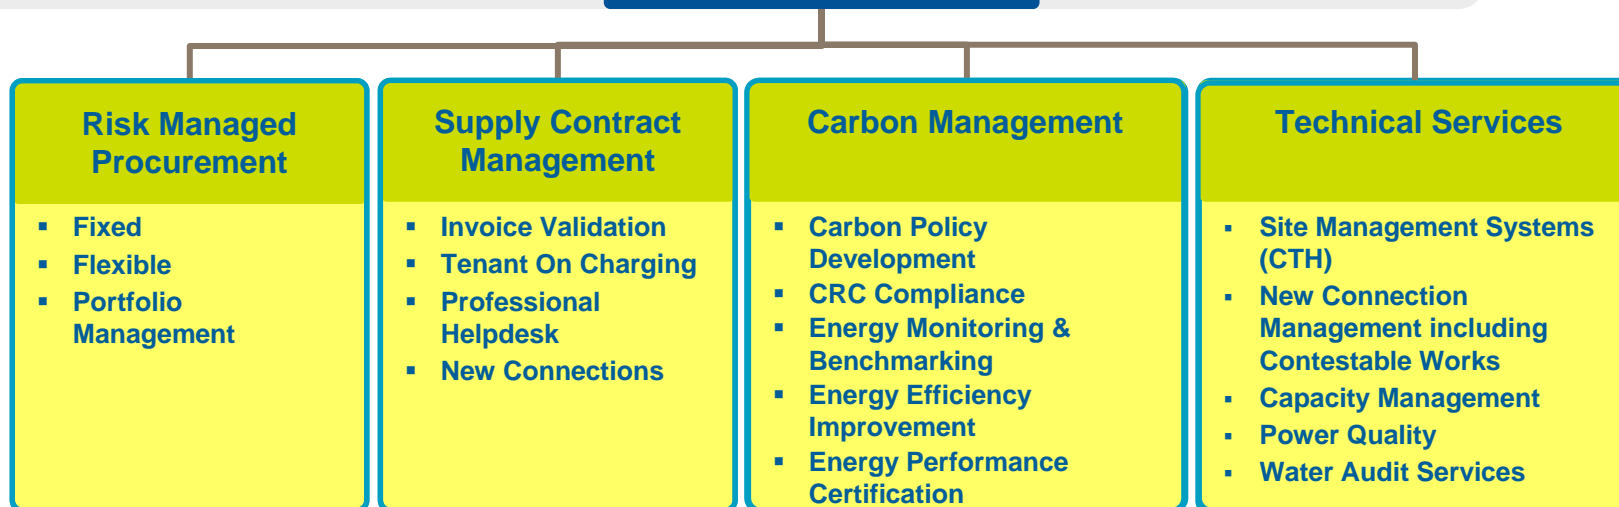 Risk Managed
Procurement
▪ Fixed
▪ Flexible
▪ Portfolio
Management
Supply Contract
Management
▪ Invoice Validation
▪ Tenant On Charging
▪ Professional
Helpdesk
▪ New Connections
Carbon Management
▪ Carbon Policy
Development
▪ CRC Compliance
▪ Energy Monitoring &
Benchmarking
▪ Energy Efficiency
Improvement
▪ Energy Performance
Certification
Technical Services
▪ Site Management Systems
(CTH)
▪ New Connection
Management including
Contestable Works
▪ Capacity Management
▪ Power Quality
▪ Water Audit Services